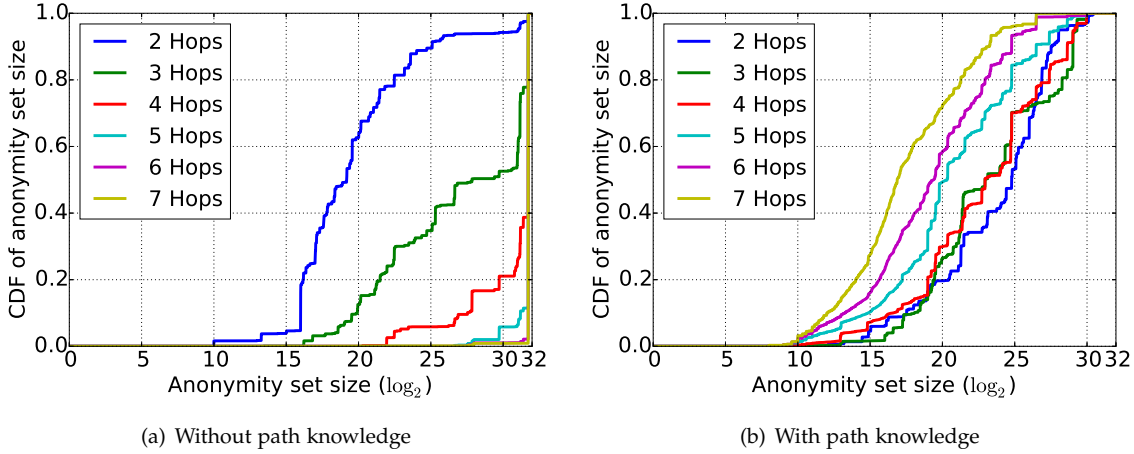 1.0
0.8
0.6
0.4
0.2
0.0
CDF of anonymity set size
2 Hops
3 Hops
4 Hops
5 Hops
6 Hops
7 Hops
0 5 10 15 20 25 30 32
Anonymity set size (log₂)
(a) Without path knowledge
1.0
0.8
0.6
0.4
0.2
0.0
CDF of anonymity set size
2 Hops
3 Hops
4 Hops
5 Hops
6 Hops
7 Hops
0 5 10 15 20 25 30 32
Anonymity set size (log₂)
(b) With path knowledge